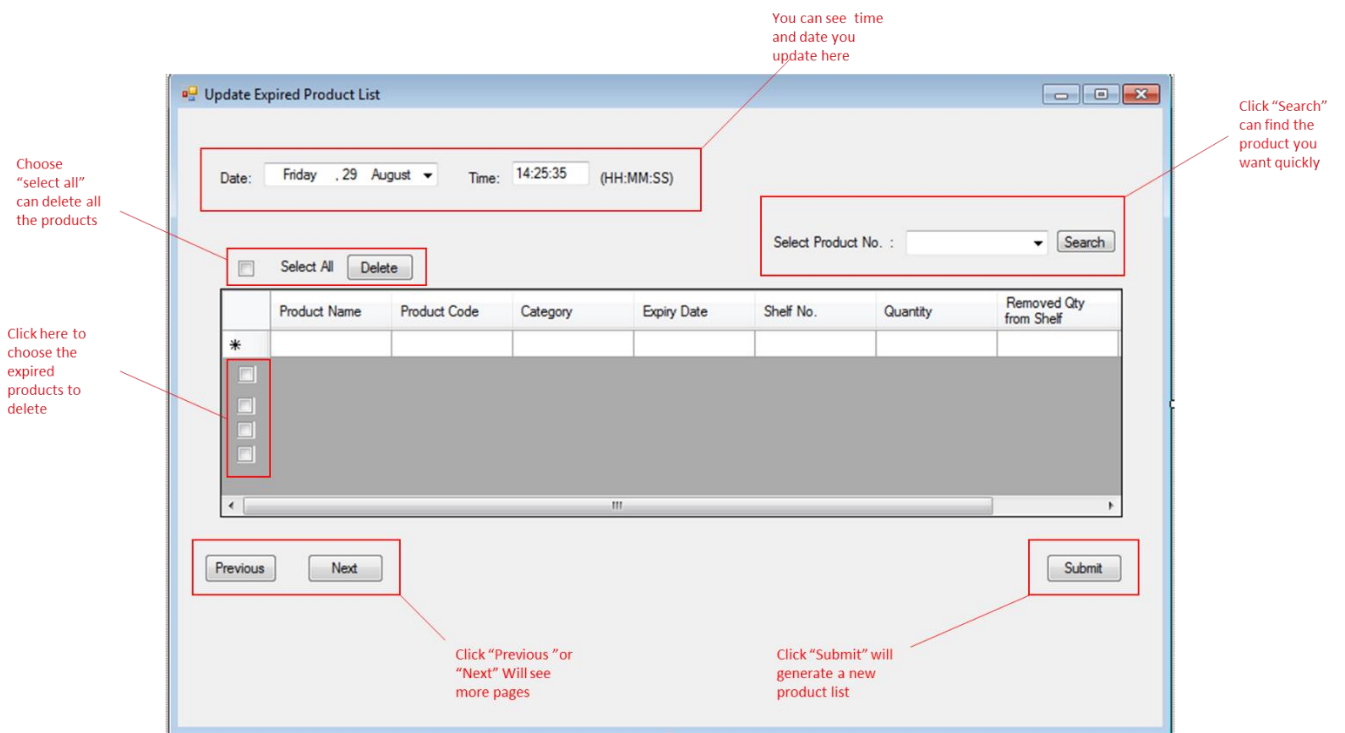 You can see  time
and date you
update here
Update Expired Product List
Click “Search”
can find the
product you
want quickly
Choose
“select all”
can delete all
the products
Date: Friday , 29 August Time: 14:25:35 (HH:MM:SS)
Select Product No. : Search
Select All Delete
Product Name Product Code Category Expiry Date Shelf No. Quantity Removed Qty
from Shelf
Click here to
choose the
expired
products to
delete
Previous Next Submit
Click “Previous ”or
“Next” Will see
more pages
Click “Submit” will
generate a new
product list